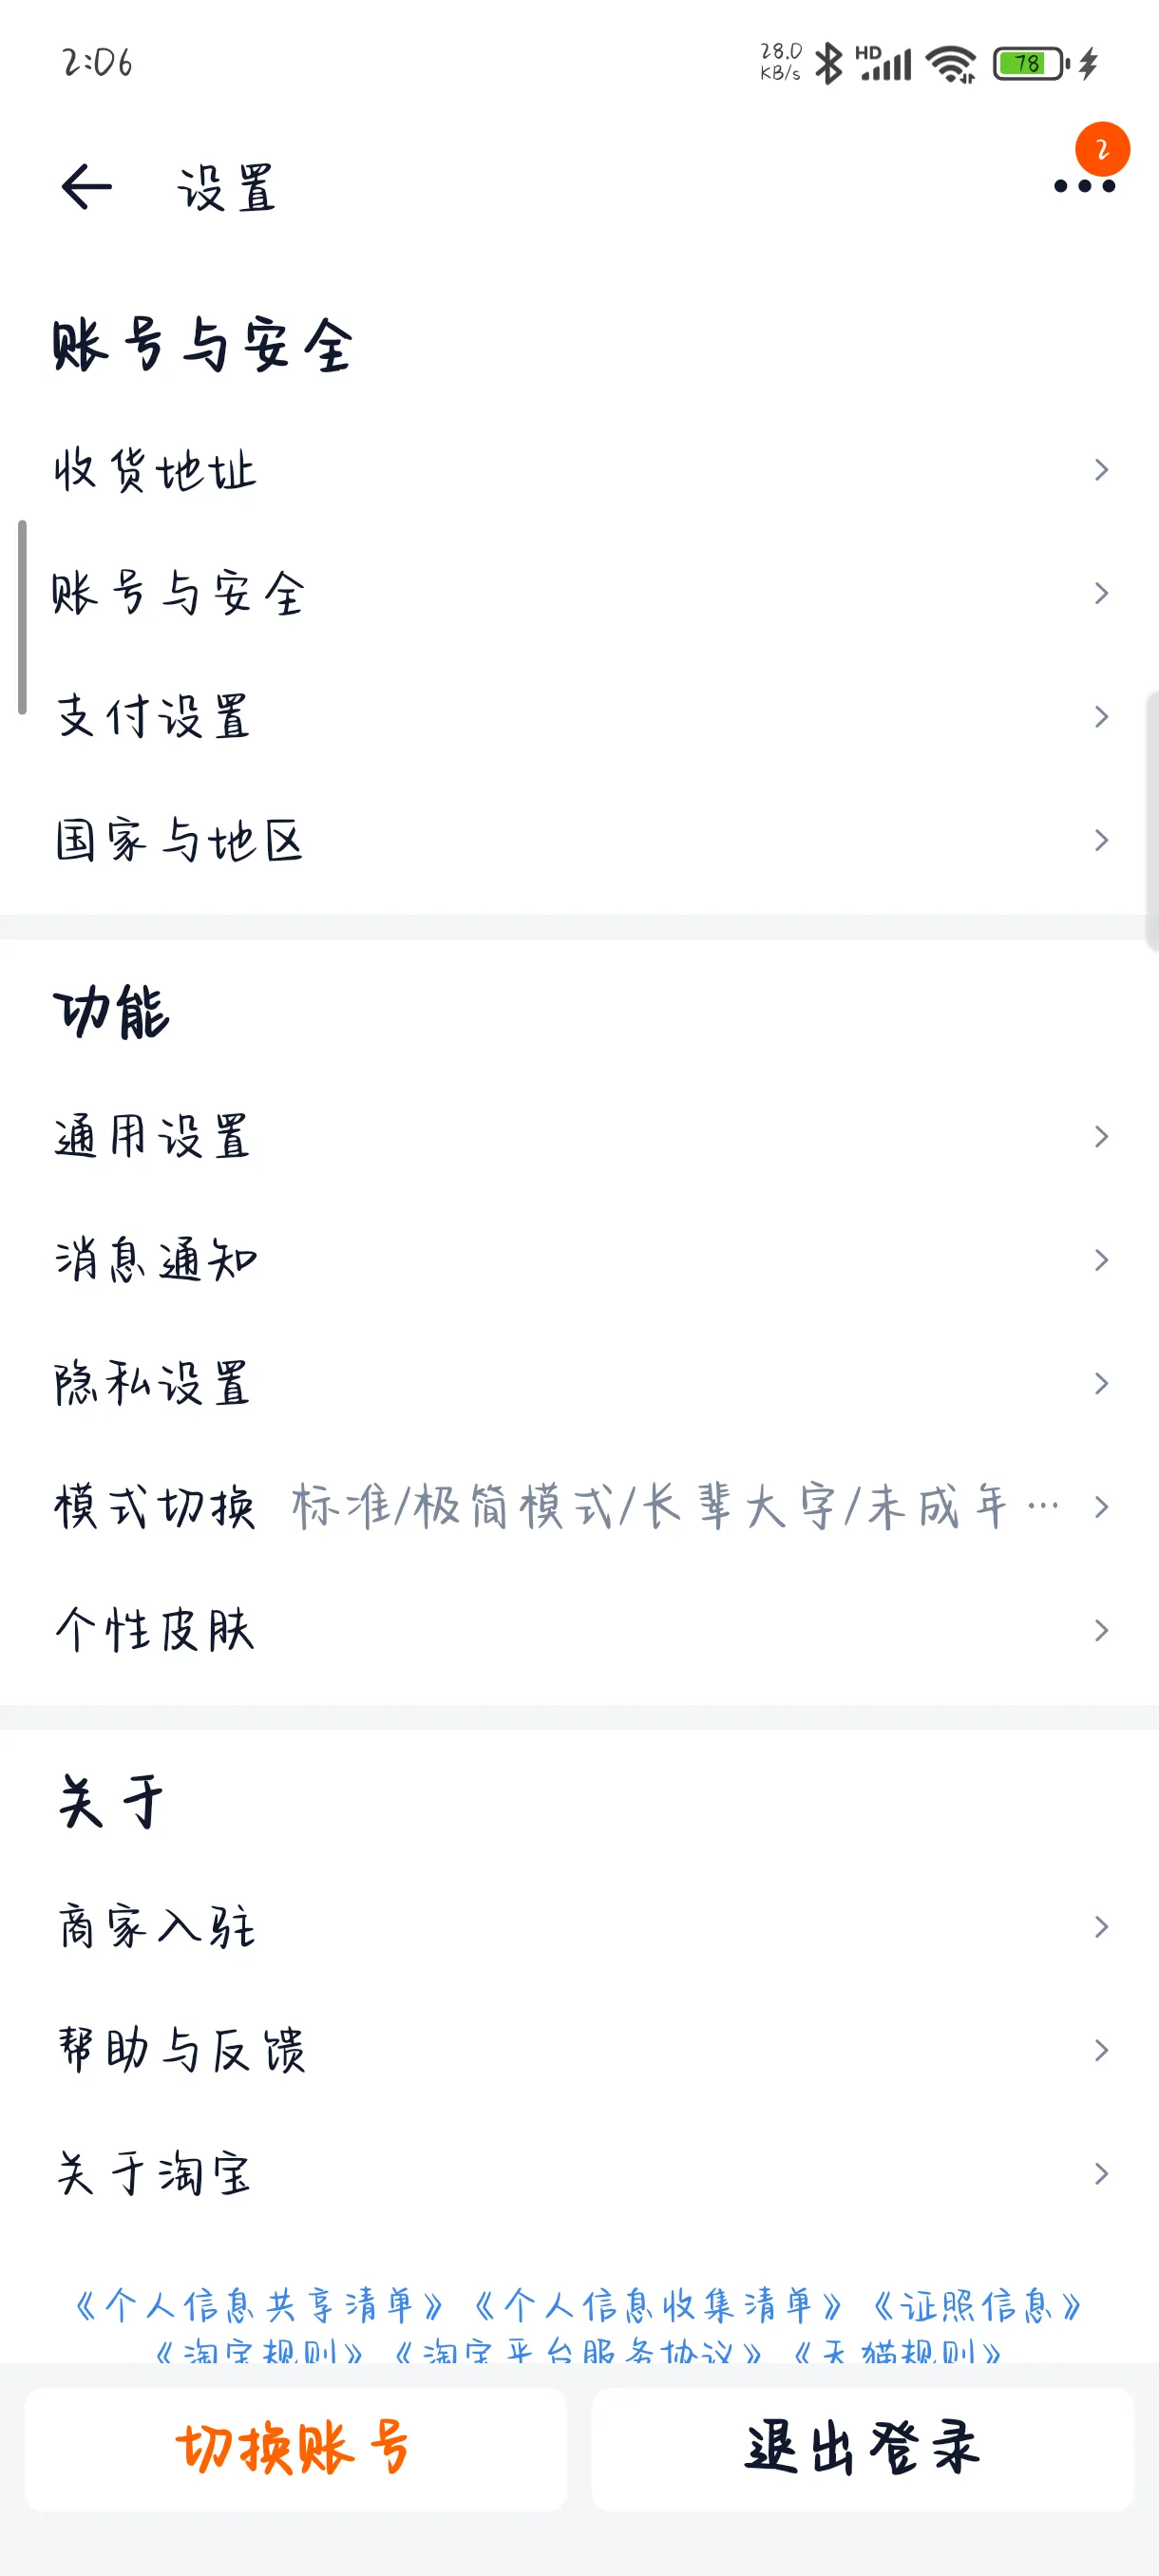 2:06
28.0
KB/s
HD
78
设置
2
账号与安全
收货地址
账号与安全
支付设置
国家与地区
功能
通用设置
消息通知
隐私设置
模式切换 标准/极简模式/长辈大字/未成年…
个性皮肤
关于
商家入驻
帮助与反馈
关于淘宝
《个人信息共享清单》《个人信息收集清单》《证照信息》
《淘宝规则》《淘宝平台服务协议》《天猫规则》
切换账号
退出登录